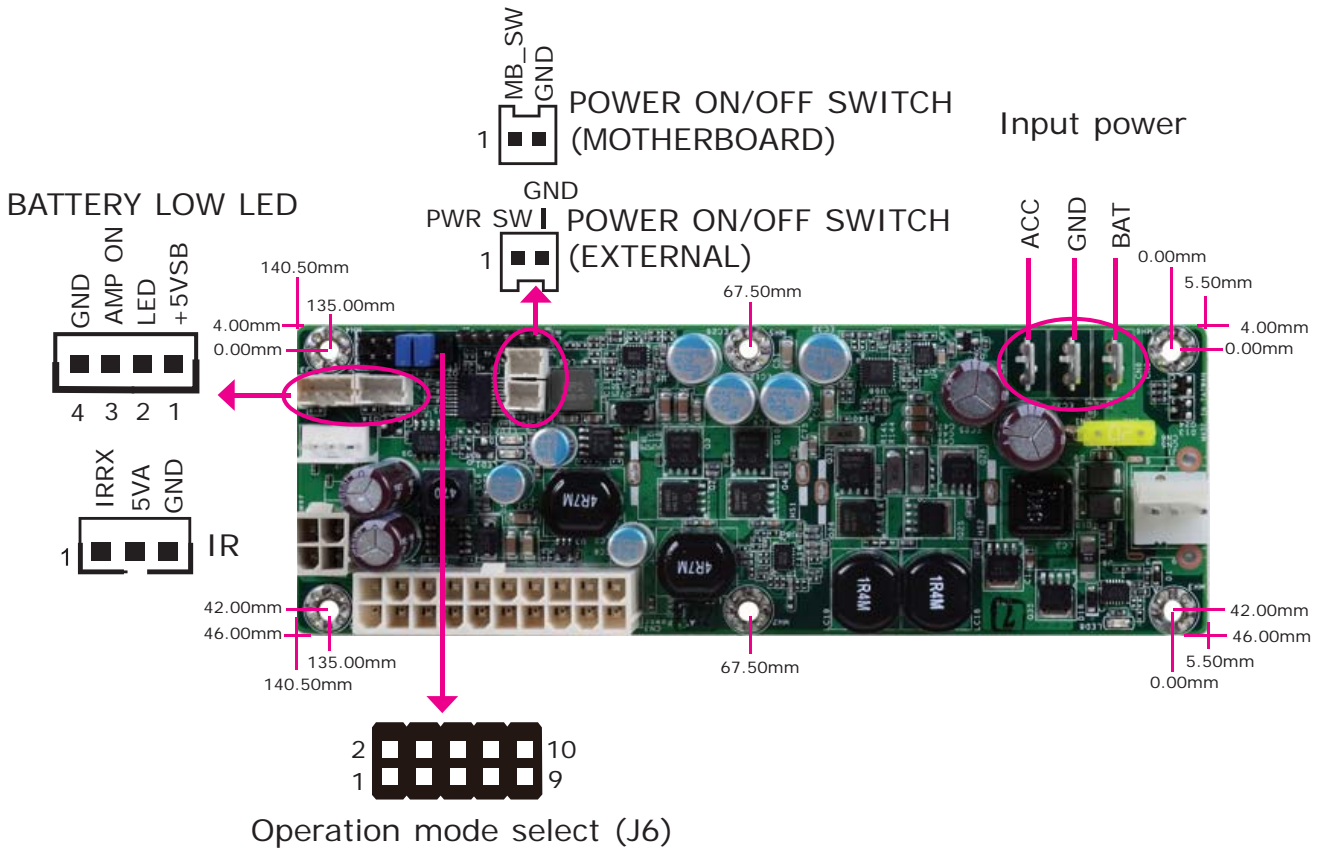 MB_SW
GND
1
POWER ON/OFF SWITCH
(MOTHERBOARD)
Input power
BATTERY LOW LED
GND
PWR SW
1
POWER ON/OFF SWITCH
(EXTERNAL)
ACC
GND
BAT
GND
AMP ON
LED
+5VSB
4 3 2 1
140.50mm
135.00mm
4.00mm
0.00mm
67.50mm
0.00mm
5.50mm
4.00mm
0.00mm
IRRX
5VA
GND
1
IR
470
4R7M
4R7M
1R4M
1R4M
42.00mm
46.00mm
135.00mm
140.50mm
67.50mm
42.00mm
46.00mm
5.50mm
0.00mm
2 10
1 9
Operation mode select (J6)